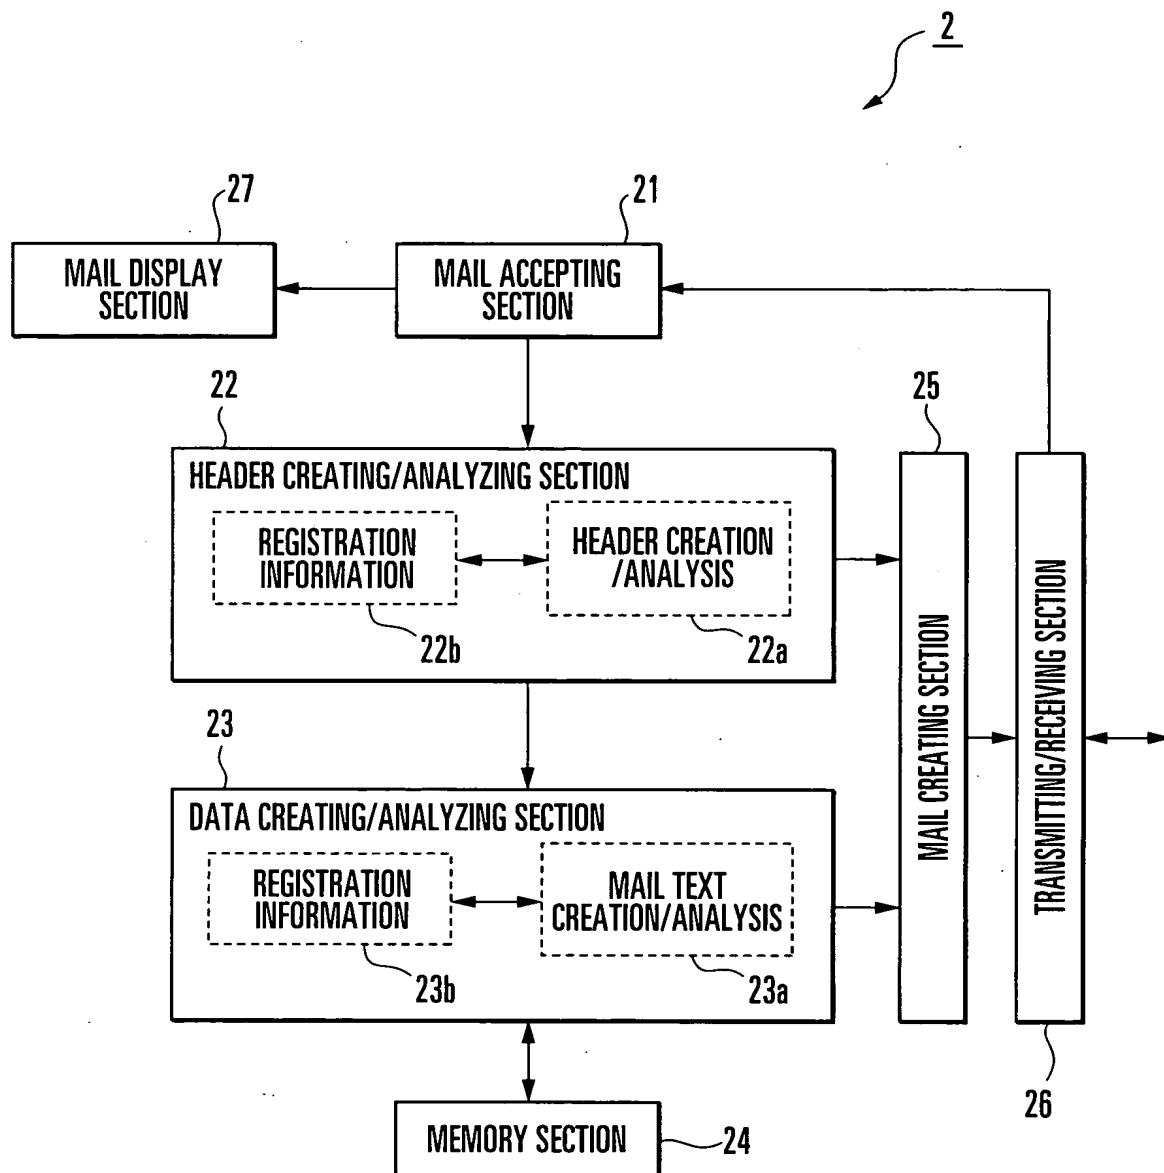 2
27
21
MAIL DISPLAY
SECTION
MAIL ACCEPTING
SECTION
22
25
HEADER CREATING/ANALYZING SECTION
REGISTRATION
INFORMATION
HEADER CREATION
/ANALYSIS
22b
22a
23
DATA CREATING/ANALYZING SECTION
REGISTRATION
INFORMATION
MAIL TEXT
CREATION/ANALYSIS
23b
23a
MAIL CREATING SECTION
TRANSMITTING/RECEIVING SECTION
26
MEMORY SECTION
24